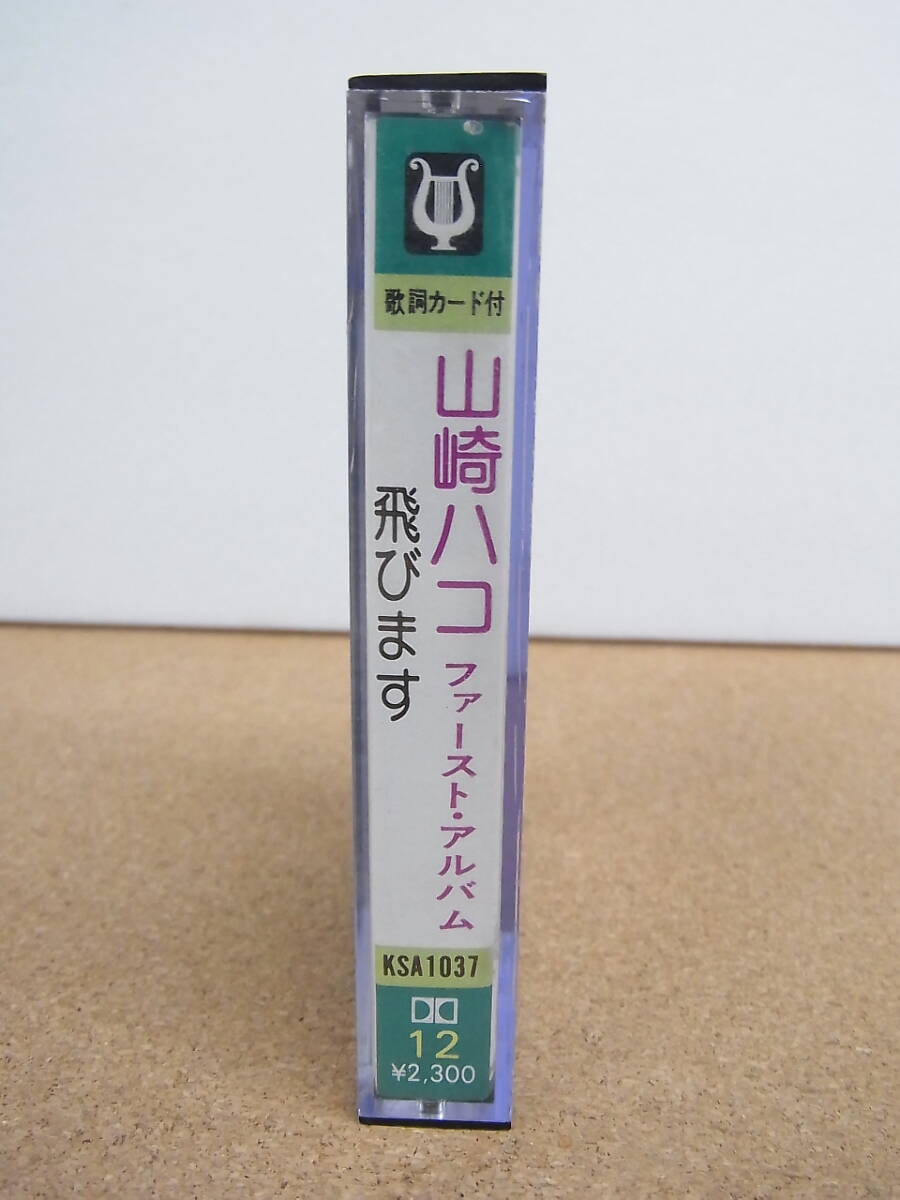 歌詞カード付
山崎ハコ ファースト・アルバム
飛びます
KSA1037
12
¥2,300